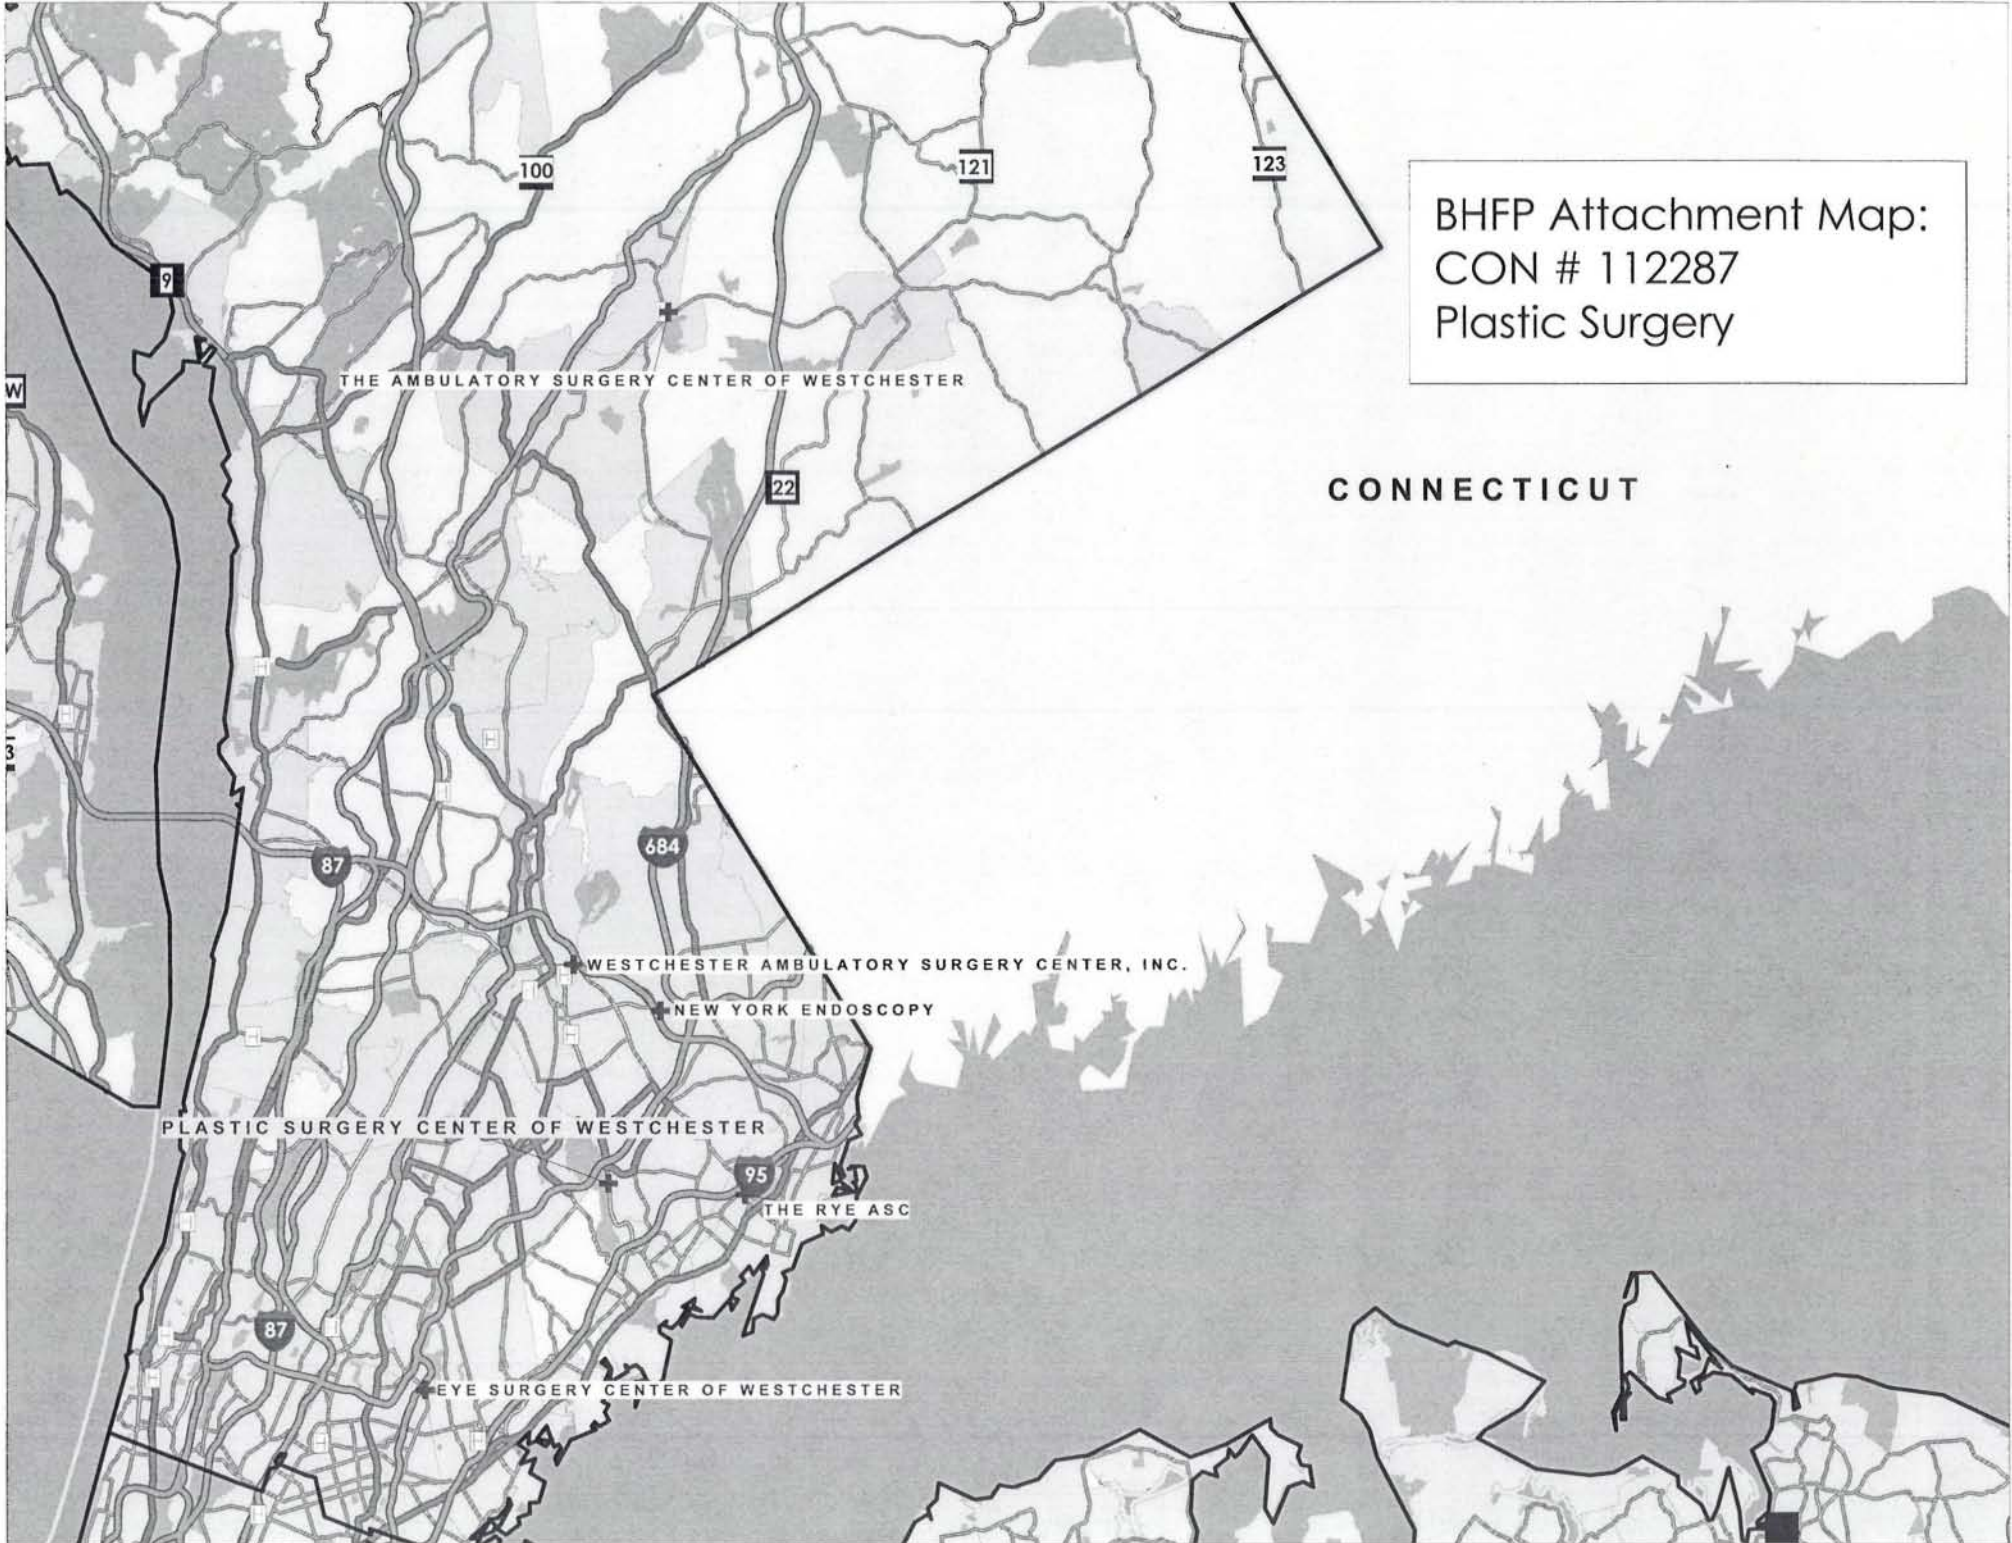 100
121
123
BHFP Attachment Map:
CON # 112287
Plastic Surgery
9
THE AMBULATORY SURGERY CENTER OF WESTCHESTER
W
22
CONNECTICUT
H
H
H
3
H
684
87
WESTCHESTER AMBULATORY SURGERY CENTER, INC.
NEW YORK ENDOSCOPY
PLASTIC SURGERY CENTER OF WESTCHESTER
95
THE RYE ASC
87
EYE SURGERY CENTER OF WESTCHESTER